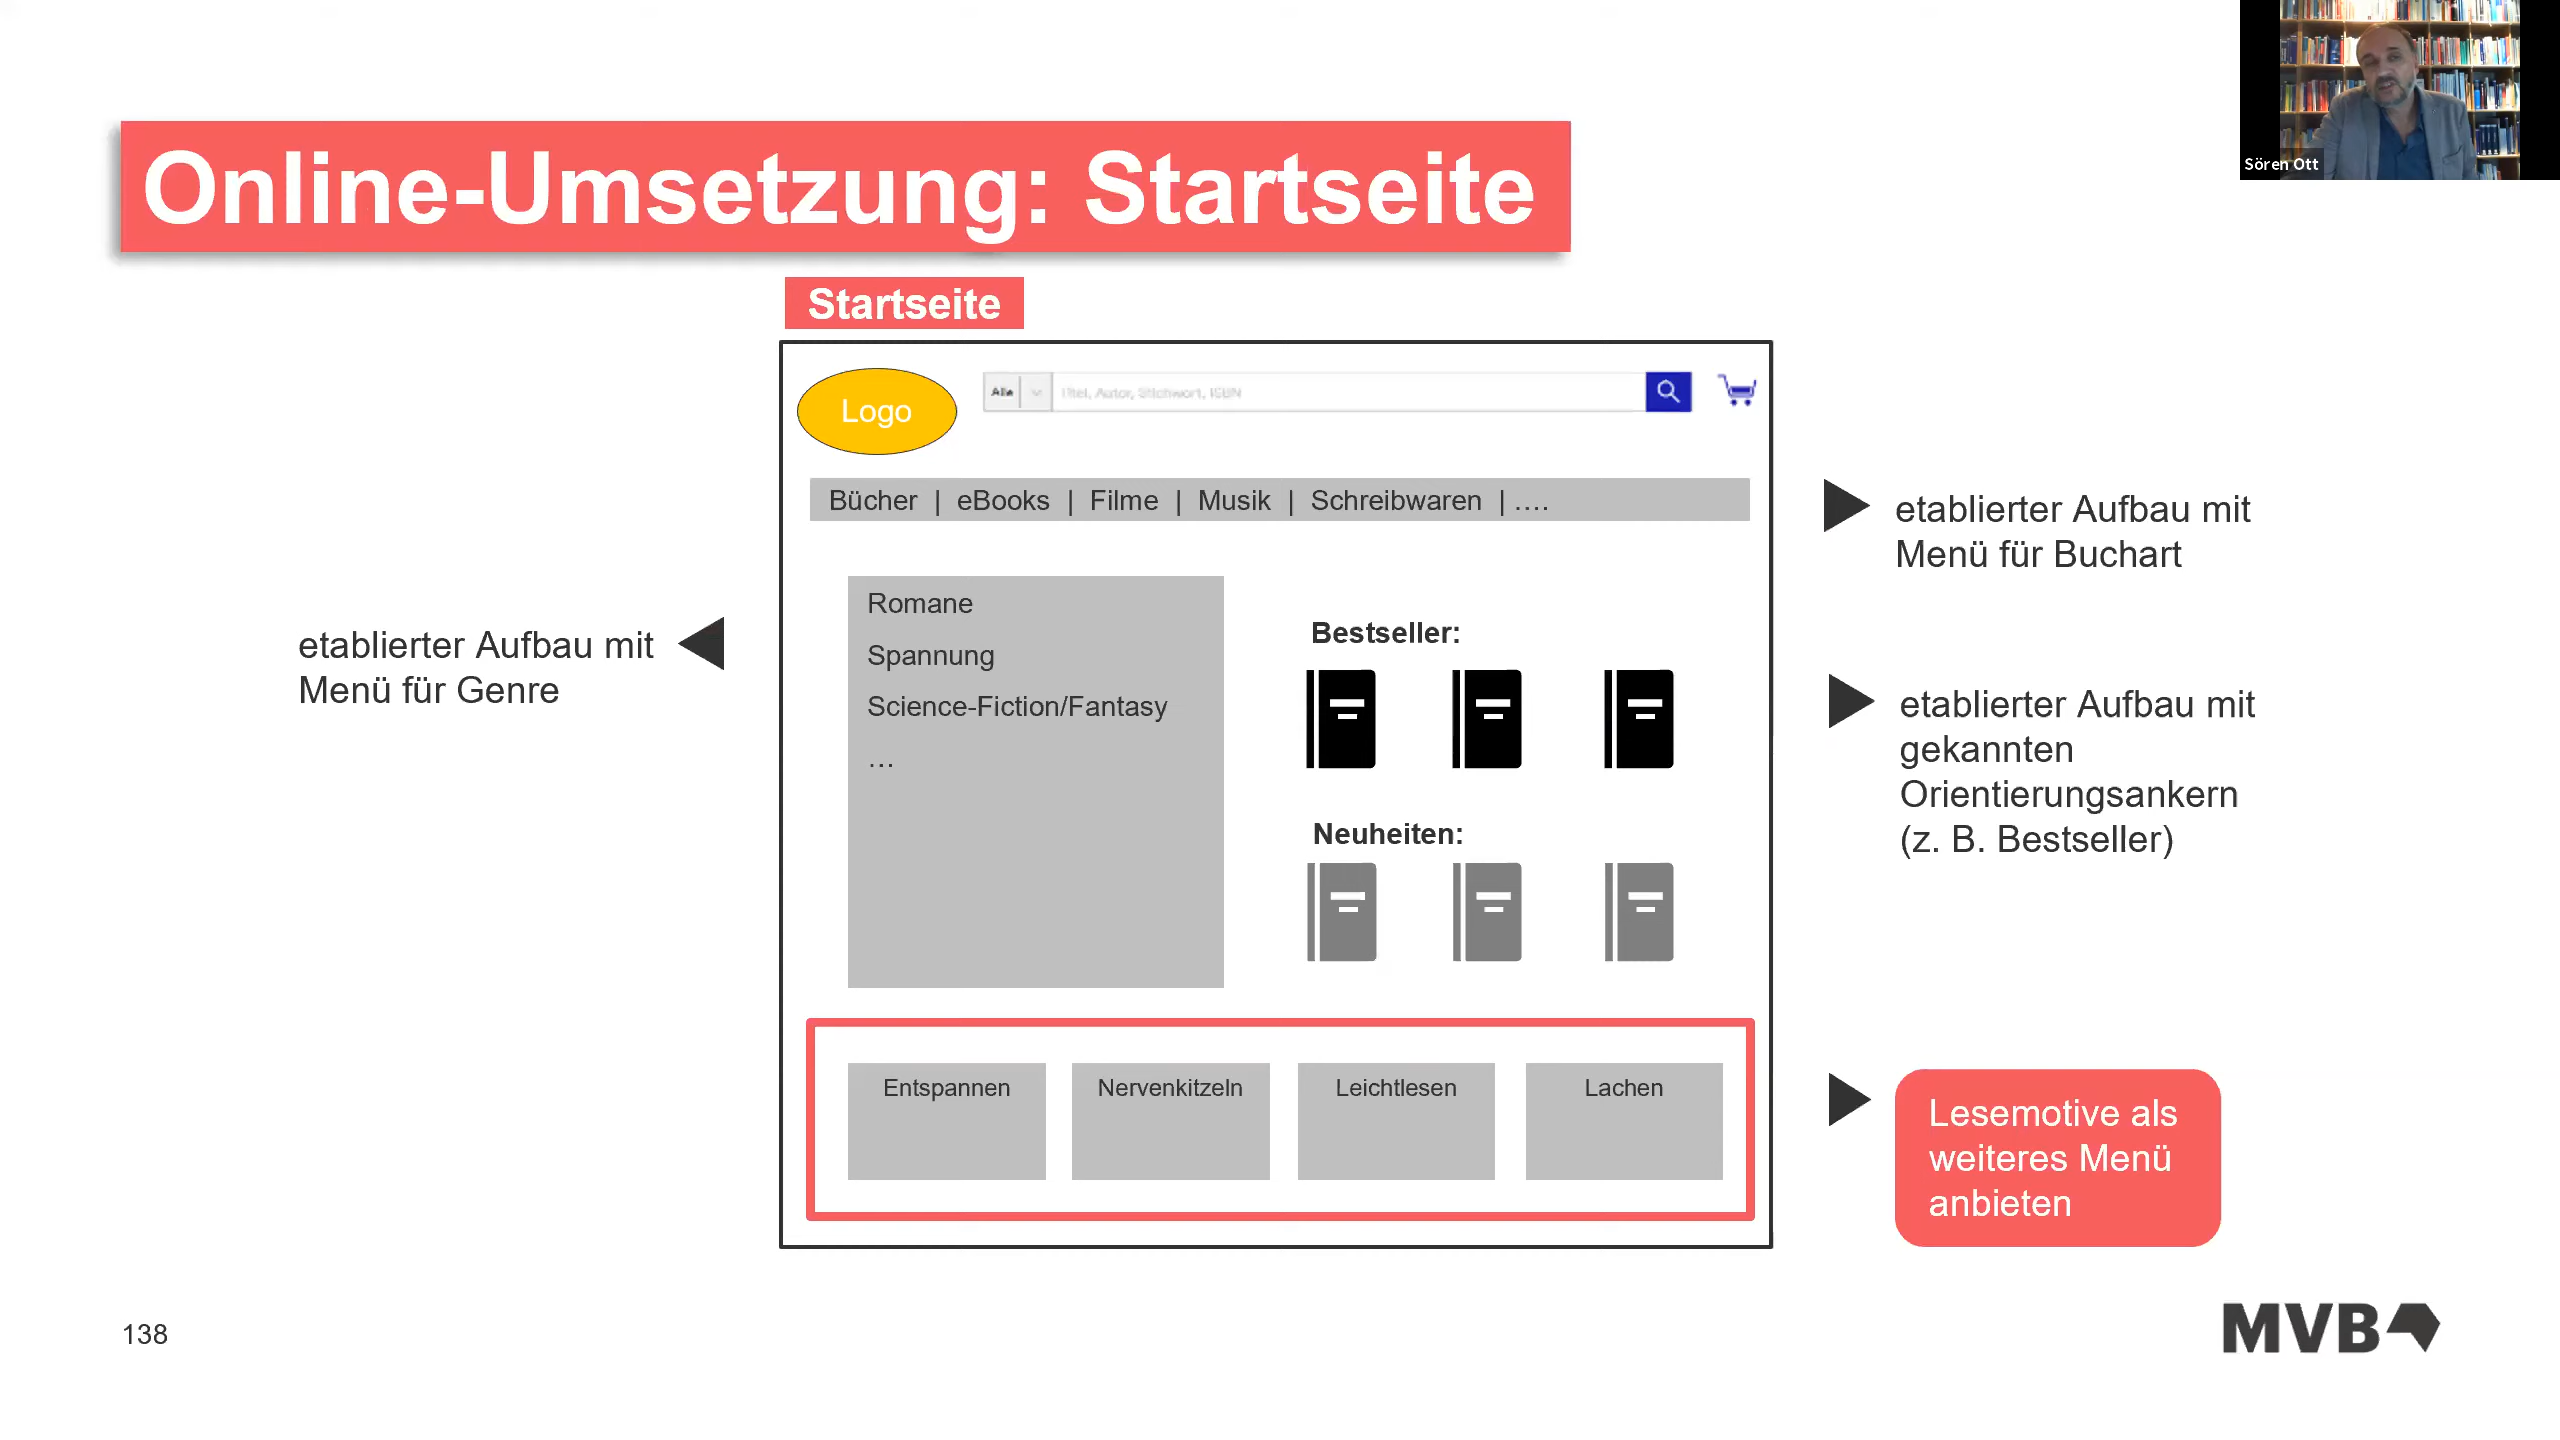 Sören Ott
Online-Umsetzung: Startseite
Startseite
Logo
Alle
Titel, Autor, Stichwort, ISBN
Bücher | eBooks | Filme | Musik | Schreibwaren | ....
etablierter Aufbau mit
Menü für Genre
Romane
Spannung
Science-Fiction/Fantasy
…
Bestseller:
Neuheiten:
etablierter Aufbau mit
Menü für Buchart
etablierter Aufbau mit
gekannten
Orientierungsankern
(z. B. Bestseller)
Entspannen
Nervenkitzeln
Leichtlesen
Lachen
Lesemotive als
weiteres Menü
anbieten
138
MVB